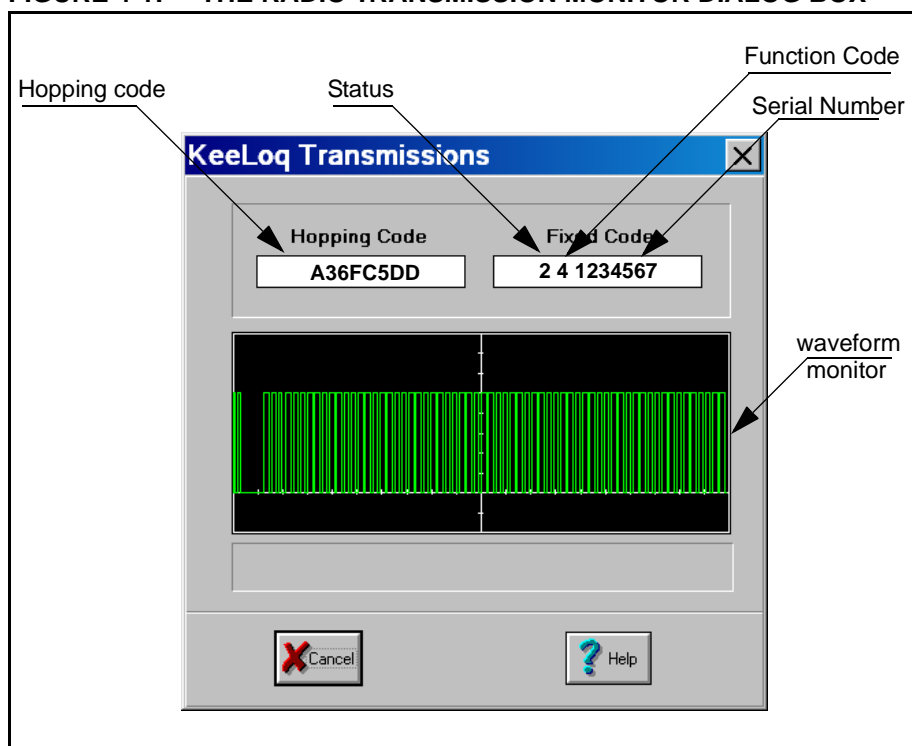 FIGURE 4-1: THE RADIO TRANSMISSION MONITOR DIALOG BOX
Function Code
Hopping code Status
Serial Number
KeeLoq Transmissions
Hopping Code Fixed Code
A36FC5DD 2 4 1234567
waveform
monitor
Cancel Help